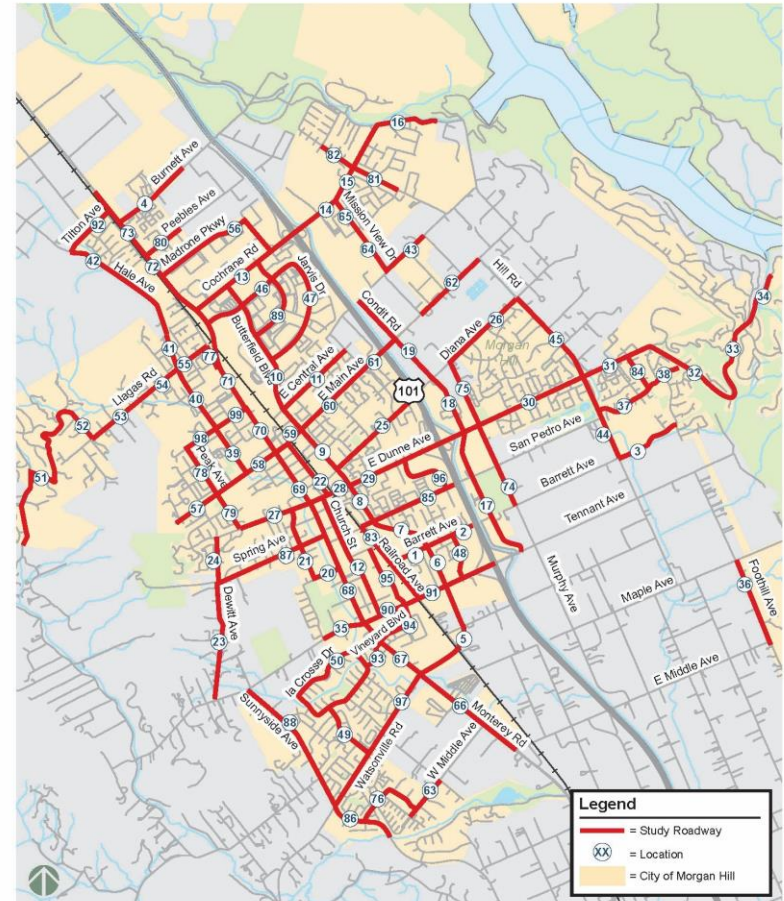 16
82
Burnett Ave
15
81
4
Tilton Ave
Peebles Ave
14
Mission View Dr
92
56
65
73
80
Madrone Pkwy
64
43
42
72
Cochrane Rd
Hale Ave
13
Jarvis Dr
Hill Rd
62
34
46
47
Condit Rd
26
89
Diana Ave
41
Butterfield Blvd
19
Morgan Hill
45
33
77
55
10
E Central Ave
61
31
54
71
11
E Main Ave
75
84
38
32
Llagas Rd
40
101
18
53
99
60
30
37
52
70
59
25
98
39
9
E Dunne Ave
San Pedro Ave
44
3
Peak Ave
58
78
22
29
96
51
69
28
8
85
74
Barrett Ave
57
79
27
17
Church St
7
Barrett Ave
2
Tennant Ave
Spring Ave
83
1
24
87
21
12
Railroad Ave
6
48
Foothill Ave
20
95
Murphy Ave
Maple Ave
36
Dewitt Ave
68
90
91
35
94
23
Vineyard Blvd
5
E Middle Ave
la Crosse Dr
50
93
67
Sunnyside Ave
97
66
88
Monterey Rd
49
Watsonville Rd
W Middle Ave
76
63
86
Legend
= Study Roadway
XX = Location
= City of Morgan Hill